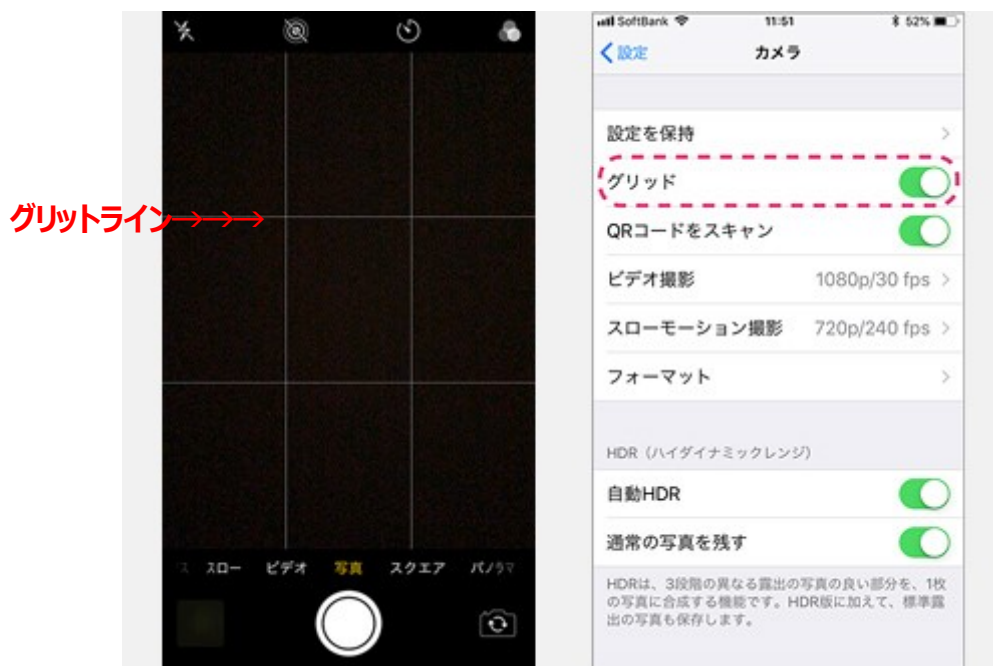 グリットライン→→→
スロー ビデオ 写真 スクエア パノラマ
SoftBank 11:51 52%
設定 カメラ
設定を保持
グリッド
QRコードをスキャン
ビデオ撮影 1080p/30 fps
スローモーション撮影 720p/240 fps
フォーマット
HDR（ハイダイナミックレンジ）
自動HDR
通常の写真を残す
HDRは、3段階の異なる露出の写真の良い部分を、1枚
の写真に合成する機能です。HDR版に加えて、標準露
出の写真も保存します。